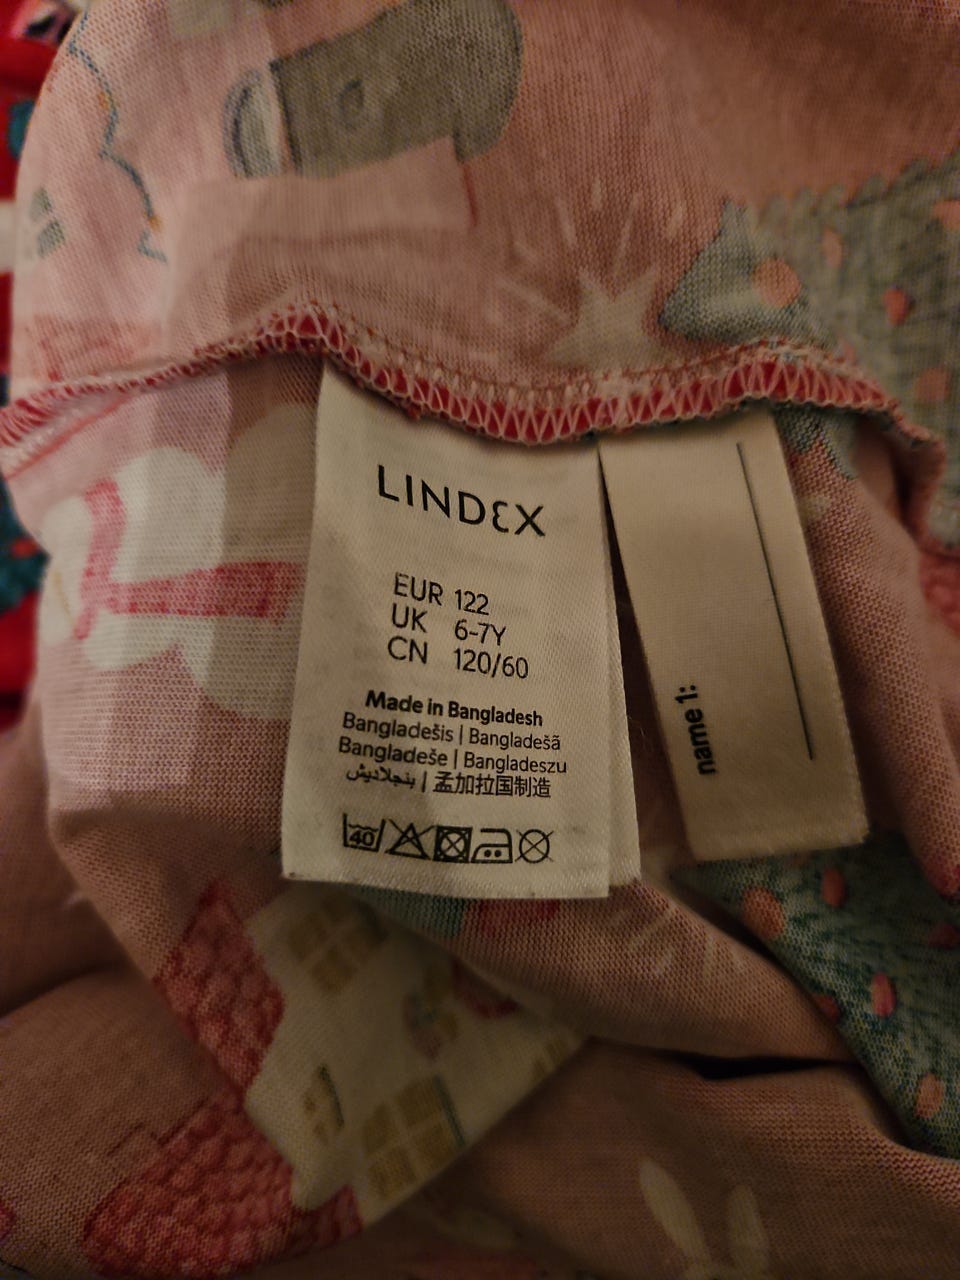 LINDEX
EUR 122
UK 6-7Y
CN 120/60
Made in Bangladesh
Bangladešis | Bangladešā
Bangladeše | Bangladeszu
بنجلاديش | 孟加拉国制造
40
name 1: